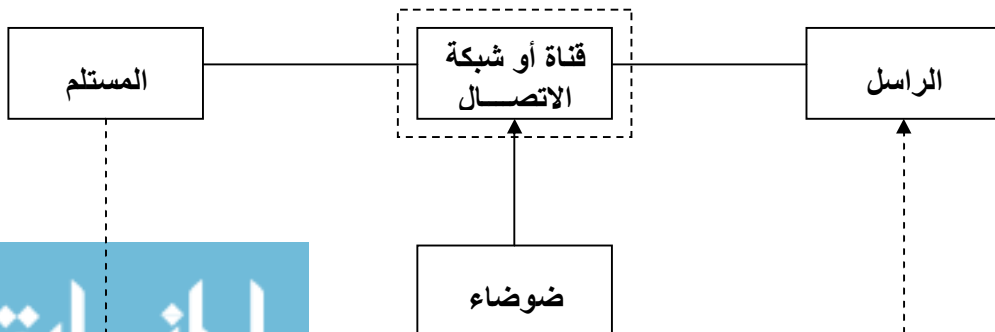 الراسل
قناة أو شبكة
الاتصـــال
المستلم
ضوضاء